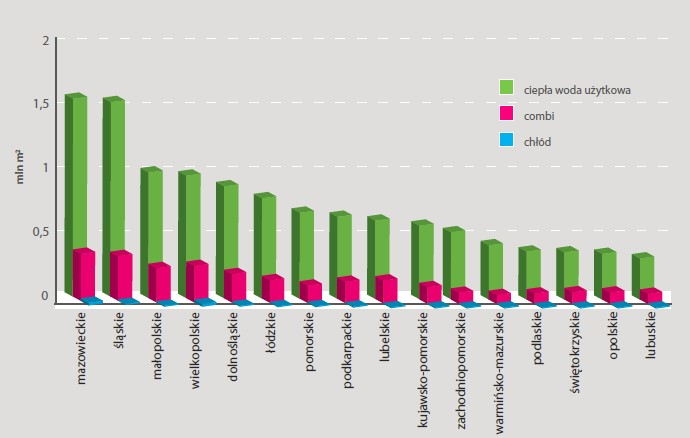 2
1,5
1
0,5
0
mln m²
ciepła woda użytkowa
combi
chłód
mazowieckie
śląskie
małopolskie
wielkopolskie
dolnośląskie
łódzkie
pomorskie
podkarpackie
lubelskie
kujawsko-pomorskie
zachodniopomorskie
warmińsko-mazurskie
podlaskie
świętokrzyskie
opolskie
lubuskie